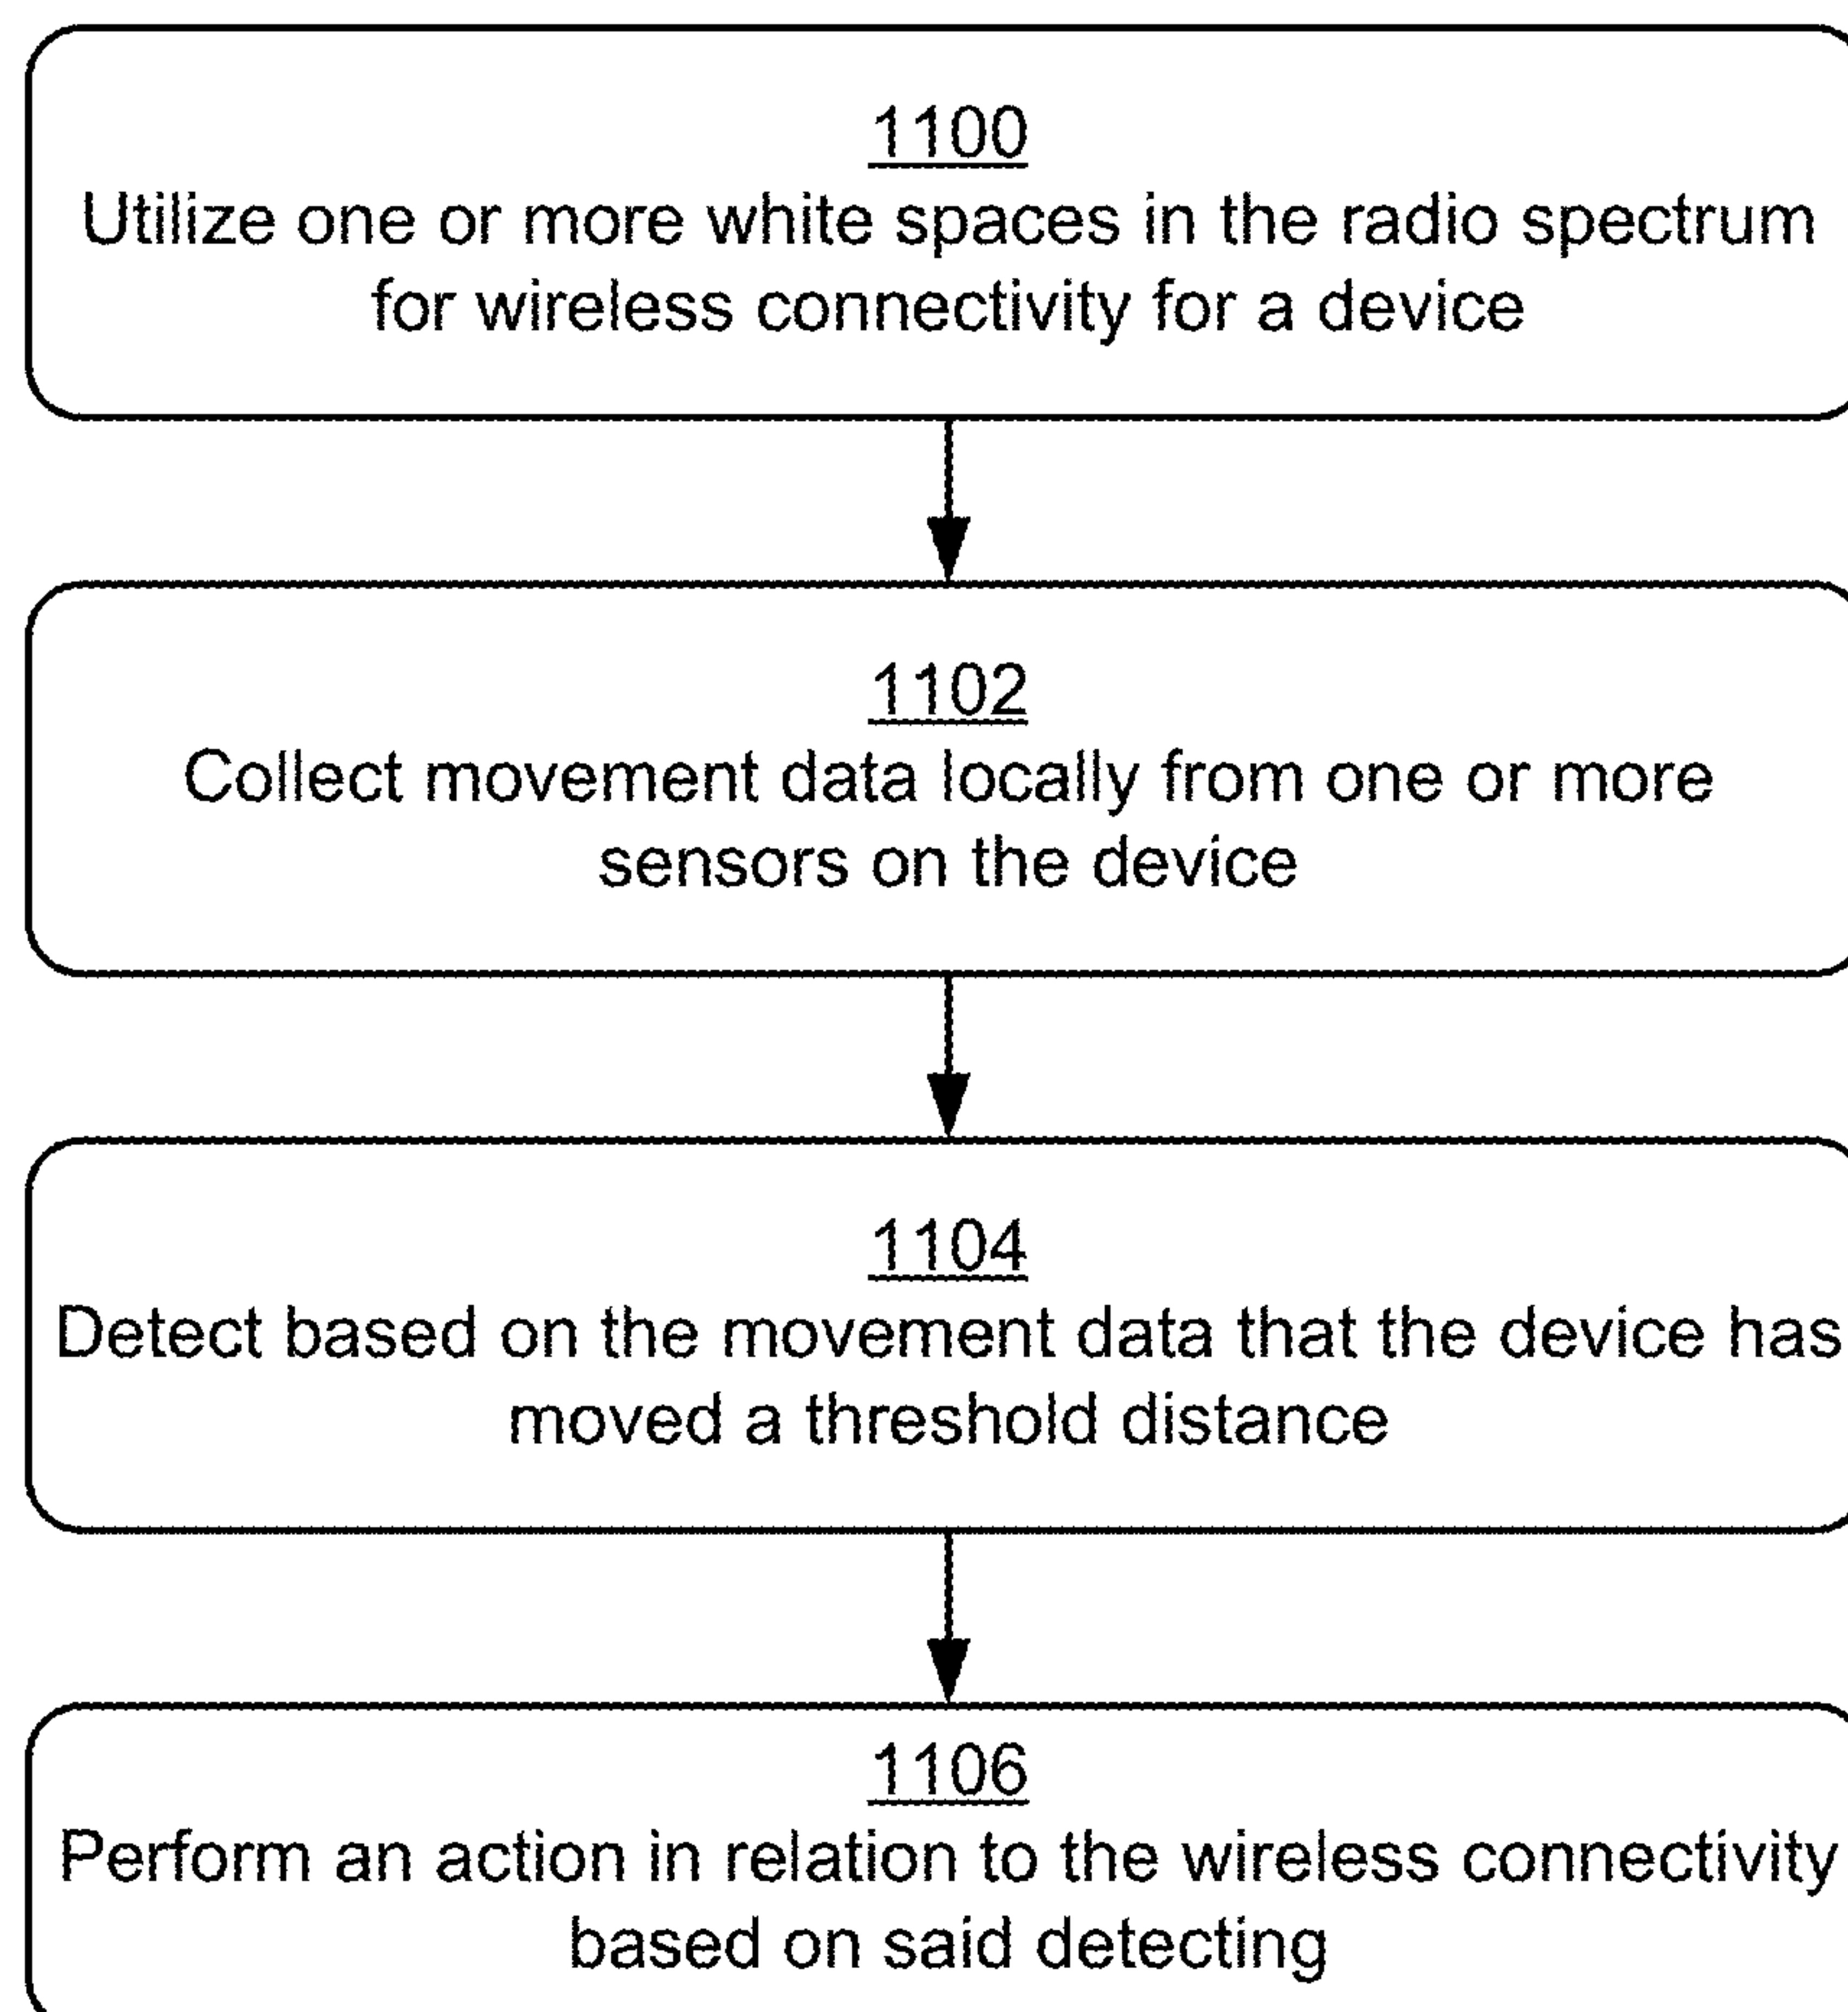 1100
Utilize one or more white spaces in the radio spectrum
for wireless connectivity for a device
1102
Collect movement data locally from one or more
sensors on the device
1104
Detect based on the movement data that the device has
moved a threshold distance
1106
Perform an action in relation to the wireless connectivity
based on said detecting